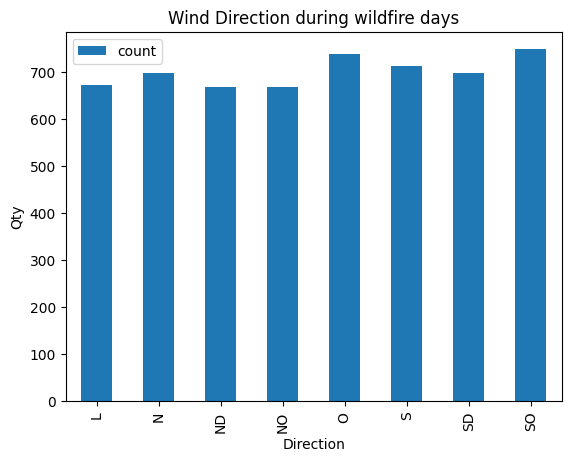 Wind Direction during wildfire days
count
700
600
500
400
300
200
100
0
Qty
L N ND NO O S SD SO
Direction